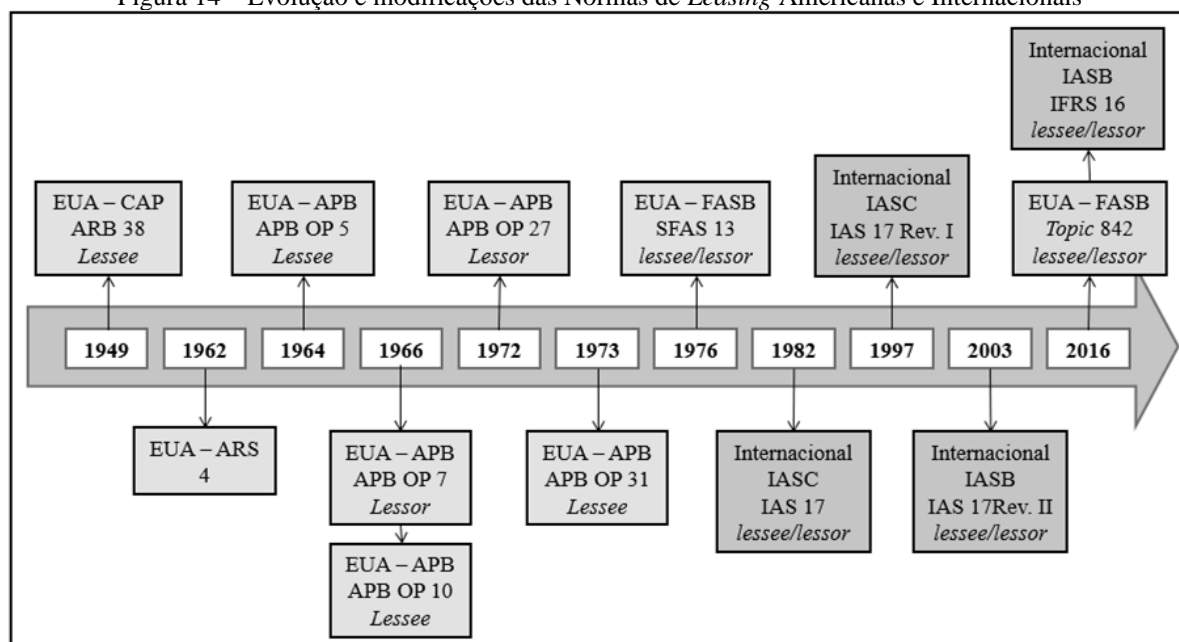 Figura 14 – Evolução e modificações das Normas de Leasing Americanas e Internacionais
Internacional
IASB
IFRS 16
lessee/lessor
EUA – CAP
ARB 38
Lessee
EUA – APB
APB OP 5
Lessee
EUA – APB
APB OP 27
Lessor
EUA – FASB
SFAS 13
lessee/lessor
Internacional
IASC
IAS 17 Rev. I
lessee/lessor
EUA – FASB
Topic 842
lessee/lessor
1949
1962
1964
1966
1972
1973
1976
1982
1997
2003
2016
EUA – ARS
4
EUA – APB
APB OP 7
Lessor
EUA – APB
APB OP 10
Lessee
EUA – APB
APB OP 31
Lessee
Internacional
IASC
IAS 17
lessee/lessor
Internacional
IASB
IAS 17Rev. II
lessee/lessor